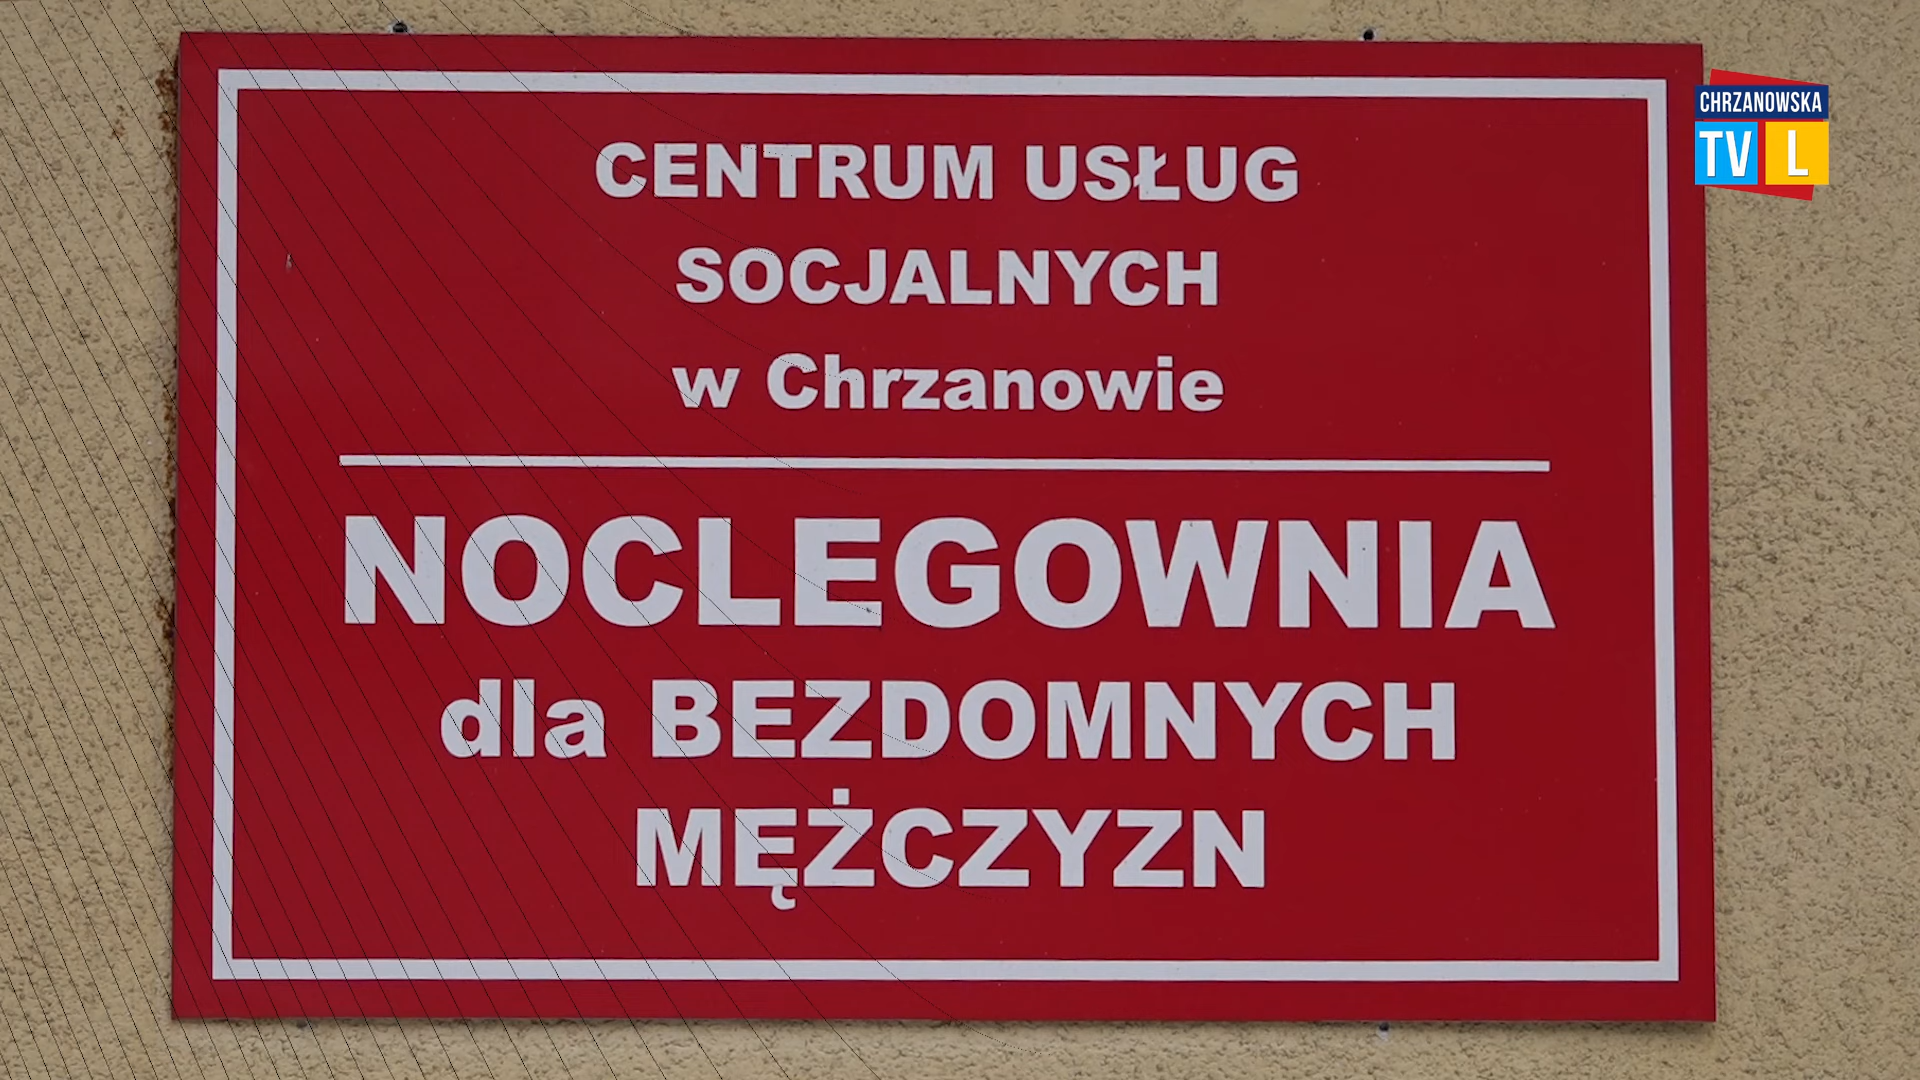 CENTRUM USŁUG
SOCJALNYCH
w Chrzanowie
NOCLEGOWNIA
dla BEZDOMNYCH
MĘŻCZYZN
CHRZANOWSKA
TV L